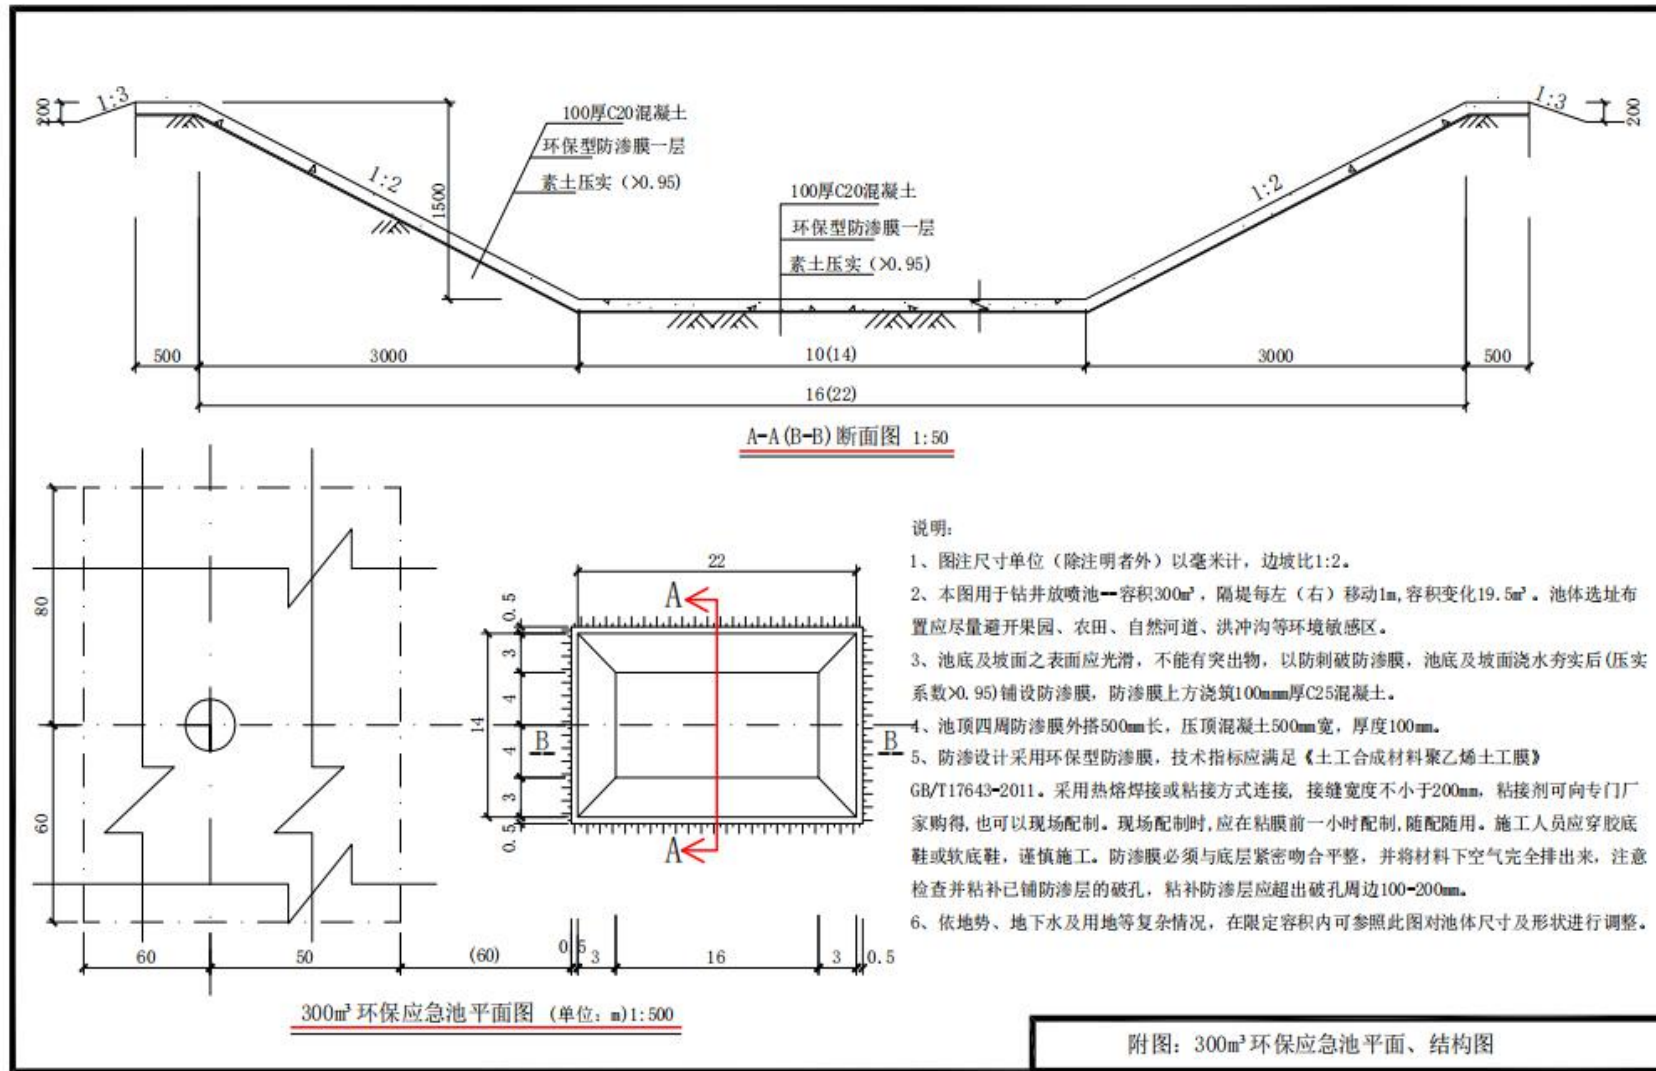 200
1:3
100厚C20混凝土
环保型防渗膜一层
素土压实（>0.95)
1:2
1500
100厚C20混凝土
环保型防渗膜一层
素土压实（>0.95)
1:2
1:3
200
500
3000
10(14)
3000
500
16(22)
A-A(B-B)断面图 1:50
80
60
60
50
(60)
22
A
0.5
3
4
14
4
3
0.5
B
B
A
0.5
3
16
3
0.5
300m³环保应急池平面图 (单位：m)1:500
说明：
1、图注尺寸单位（除注明者外）以毫米计，边坡比1:2。
2、本图用于钻井放喷池--容积300m³，隔堤每左（右）移动1m,容积变化19.5m³。池体选址布
置应尽量避开果园、农田、自然河道、洪冲沟等环境敏感区。
3、池底及坡面之表面应光滑，不能有突出物，以防刺破防渗膜，池底及坡面浇水夯实后(压实
系数>0.95)铺设防渗膜，防渗膜上方浇筑100mmm厚C25混凝土。
4、池顶四周防渗膜外搭500mm长，压顶混凝土500mm宽，厚度100mm。
5、防渗设计采用环保型防渗膜，技术指标应满足《土工合成材料聚乙烯土工膜》
GB/T17643-2011。采用热熔焊接或粘接方式连接，接缝宽度不小于200mm，粘接剂可向专门厂
家购得,也可以现场配制。现场配制时,应在粘膜前一小时配制,随配随用。施工人员应穿胶底
鞋或软底鞋，谨慎施工。防渗膜必须与底层紧密吻合平整，并将材料下空气完全排出来，注意
检查并粘补已铺防渗层的破孔，粘补防渗层应超出破孔周边100-200mm。
6、依地势、地下水及用地等复杂情况，在限定容积内可参照此图对池体尺寸及形状进行调整。
附图：300m³环保应急池平面、结构图